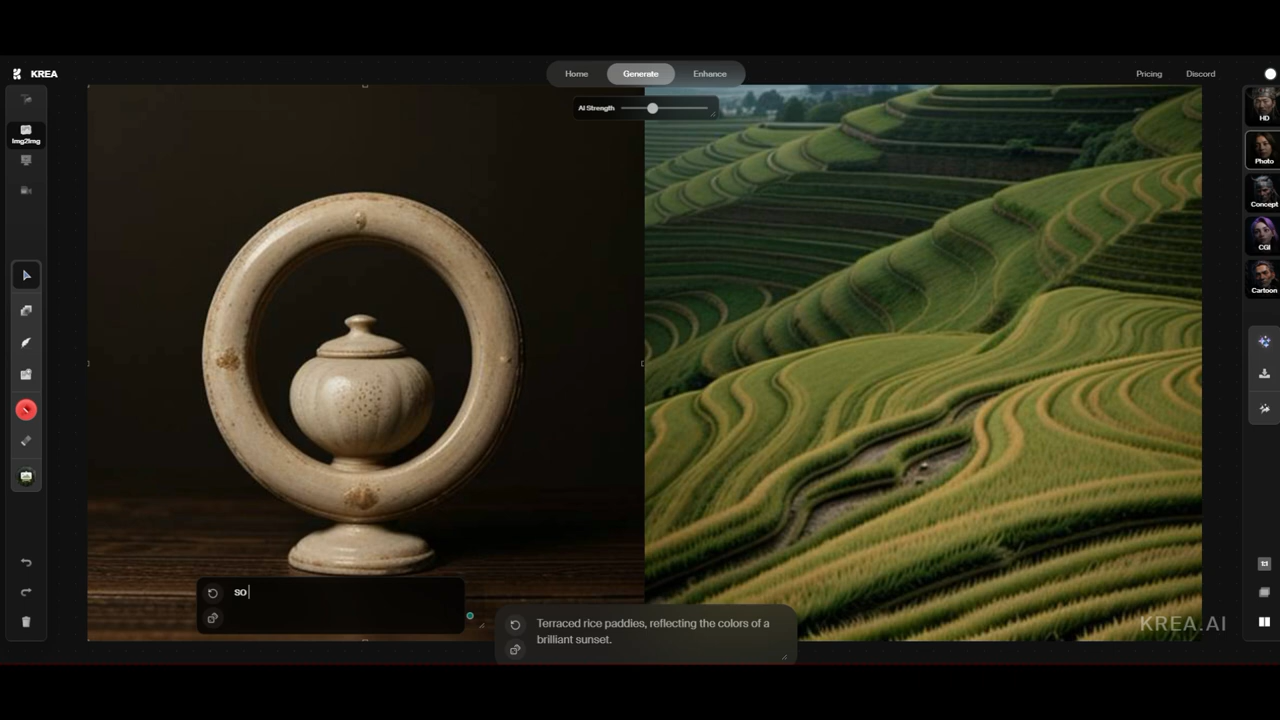 KREA
Home
Generate
Enhance
Pricing
Discord
AI Strength
Img2Img
HD
Photo
Concept
CGI
Cartoon
so
Terraced rice paddies, reflecting the colors of a
brilliant sunset.
KREA.AI